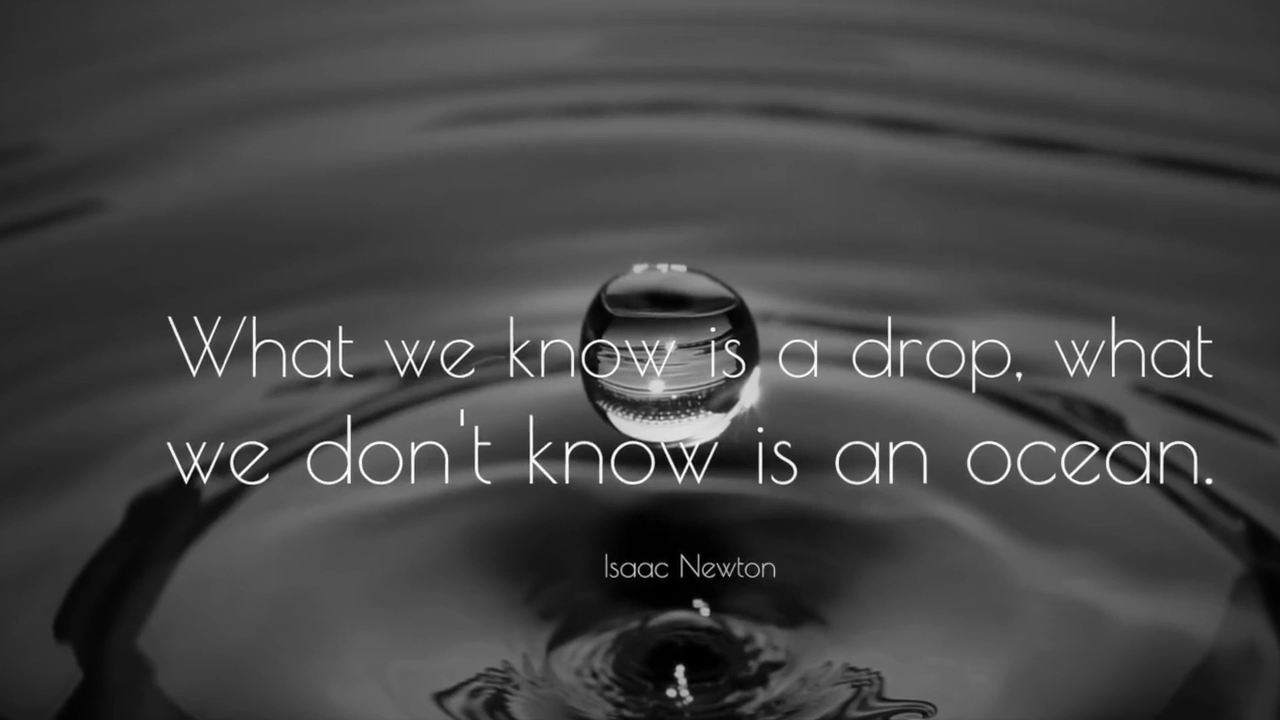 What we know is a drop, what
we don't know is an ocean.
Isaac Newton